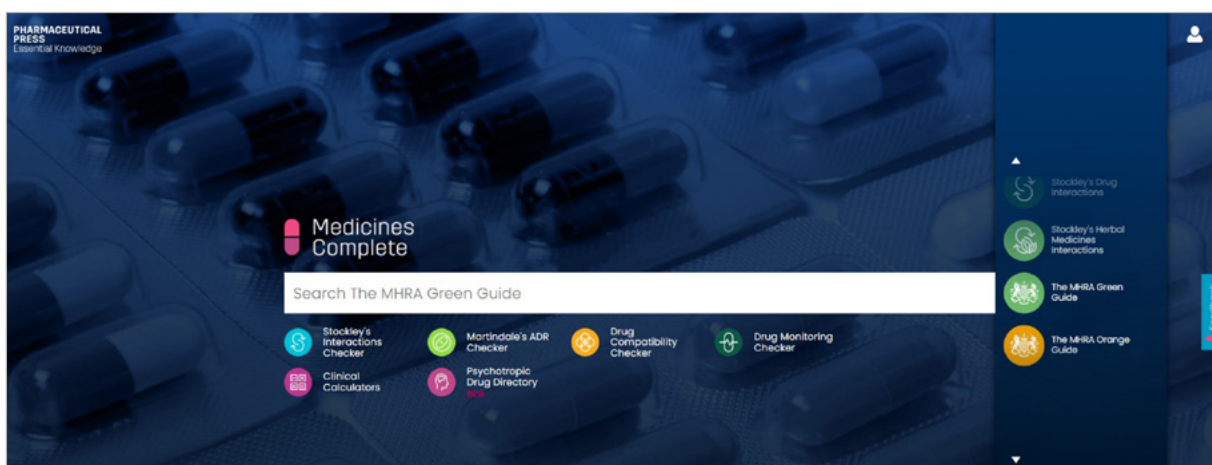 PHARMACEUTICAL
PRESS
Essential Knowledge
Medicines
Complete
Search The MHRA Green Guide
Stockley's
Interactions
Checker
Martindale's ADR
Checker
Drug
Compatibility
Checker
Drug Monitoring
Checker
Clinical
Calculators
Psychotropic
Drug Directory
Stockley's Drug
Interactions
Stockley's Herbal
Medicines
Interactions
The MHRA Green
Guide
The MHRA Orange
Guide